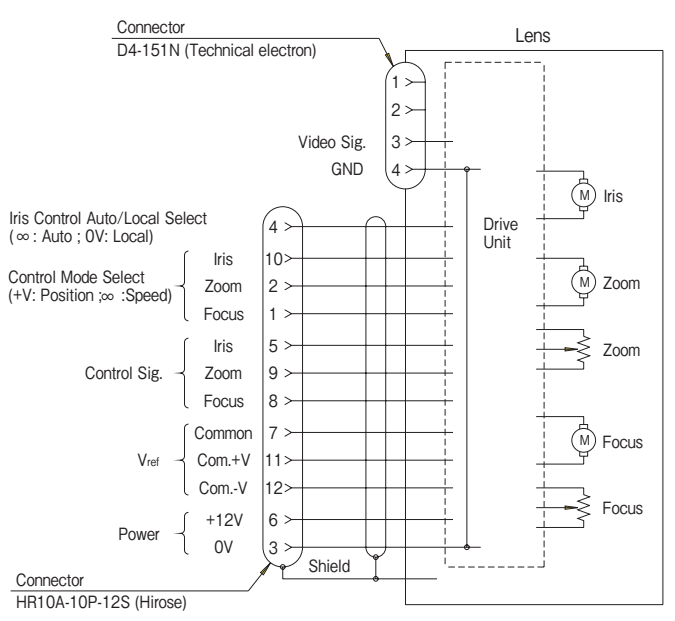 Connector
D4-151N (Technical electron)
Lens
1
2
Video Sig. 3
GND 4
Iris Control Auto/Local Select
(∞ : Auto ; 0V: Local)
4
Control Mode Select
(+V: Position ;∞ :Speed)
Iris 10
Zoom 2
Focus 1
Control Sig.
Iris 5
Zoom 9
Focus 8
Vref
Common 7
Com.+V 11
Com.-V 12
Power
+12V 6
0V 3
Shield
Connector
HR10A-10P-12S (Hirose)
Drive
Unit
M Iris
M Zoom
Zoom
M Focus
Focus